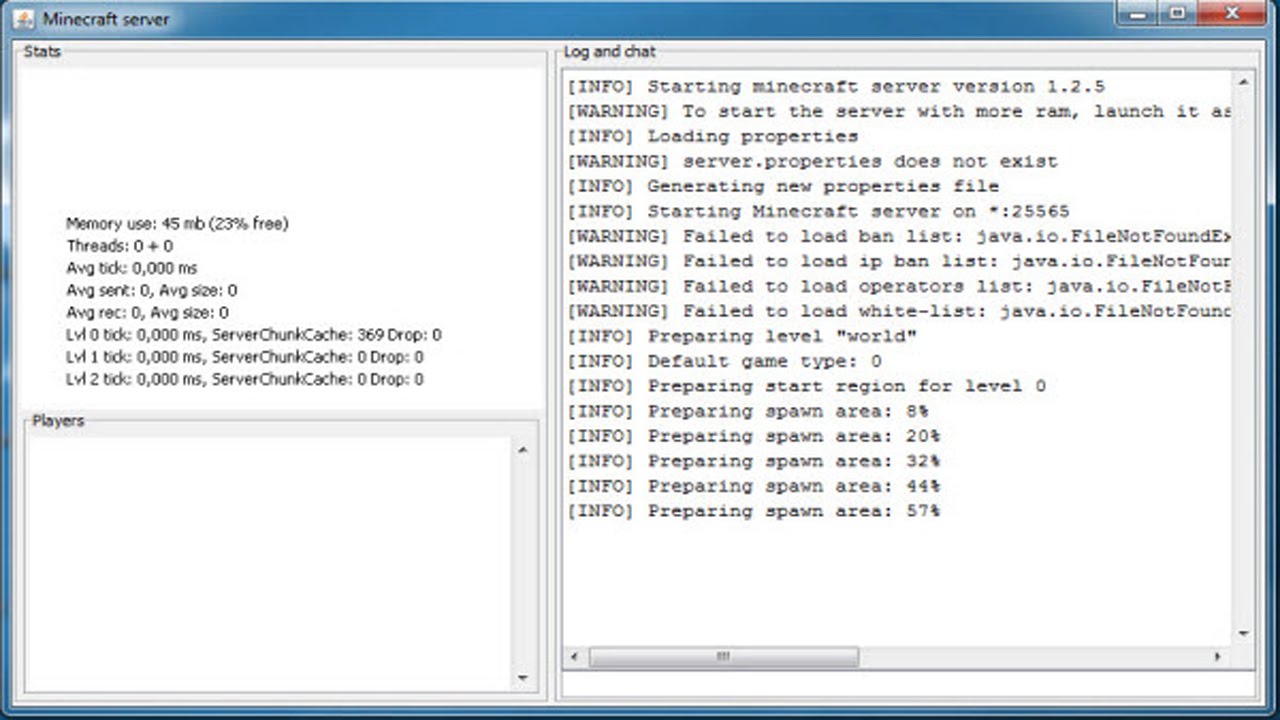 Minecraft server
Stats
Memory use: 45 mb (23% free)
Threads: 0 + 0
Avg tick: 0,000 ms
Avg sent: 0, Avg size: 0
Avg rec: 0, Avg size: 0
Lvl 0 tick: 0,000 ms, ServerChunkCache: 369 Drop: 0
Lvl 1 tick: 0,000 ms, ServerChunkCache: 0 Drop: 0
Lvl 2 tick: 0,000 ms, ServerChunkCache: 0 Drop: 0
Players
Log and chat
[INFO] Starting minecraft server version 1.2.5
[WARNING] To start the server with more ram, launch it as
[INFO] Loading properties
[WARNING] server.properties does not exist
[INFO] Generating new properties file
[INFO] Starting Minecraft server on *:25565
[WARNING] Failed to load ban list: java.io.FileNotFoundEx
[WARNING] Failed to load ip ban list: java.io.FileNotFoun
[WARNING] Failed to load operators list: java.io.FileNotF
[WARNING] Failed to load white-list: java.io.FileNotFound
[INFO] Preparing level "world"
[INFO] Default game type: 0
[INFO] Preparing start region for level 0
[INFO] Preparing spawn area: 8%
[INFO] Preparing spawn area: 20%
[INFO] Preparing spawn area: 32%
[INFO] Preparing spawn area: 44%
[INFO] Preparing spawn area: 57%